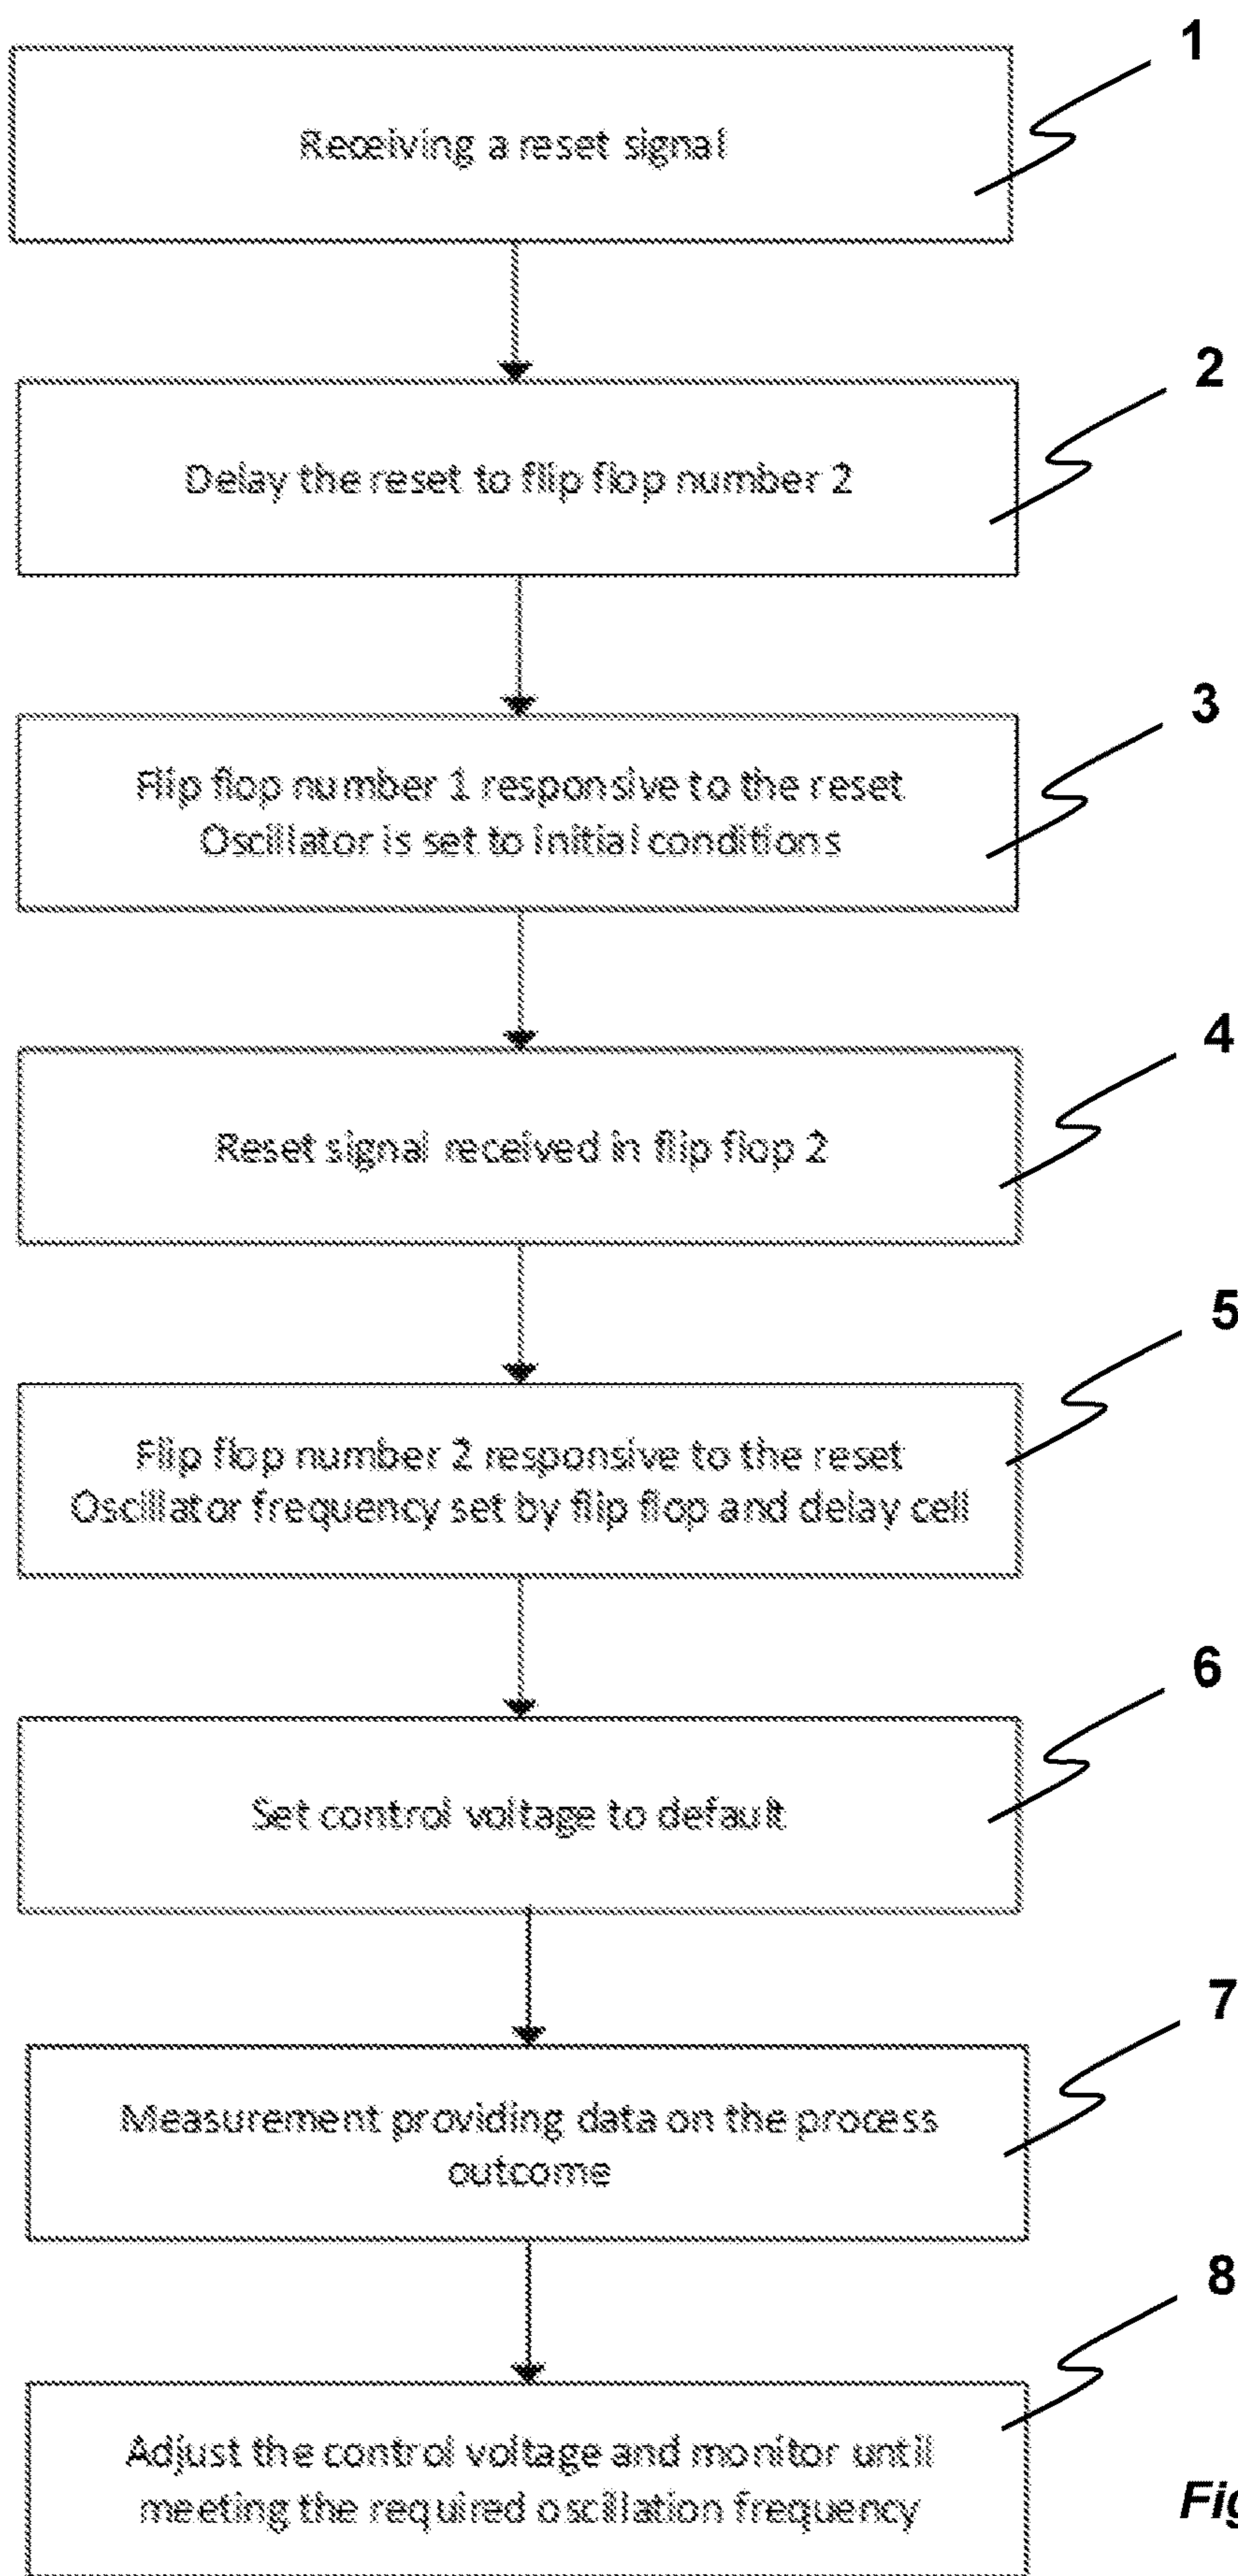 1
Receiving a reset signal
2
Delay the reset to flip flop number 2
3
Flip flop number 1 responsive to the reset
Oscillator is set to initial conditions
4
Reset signal received in flip flop 2
5
Flip flop number 2 responsive to the reset
Oscillator frequency set by flip flop and delay cell
6
Set control voltage to default
7
Measurement providing data on the process
outcome
8
Adjust the control voltage and monitor until
meeting the required oscillation frequency
Fig